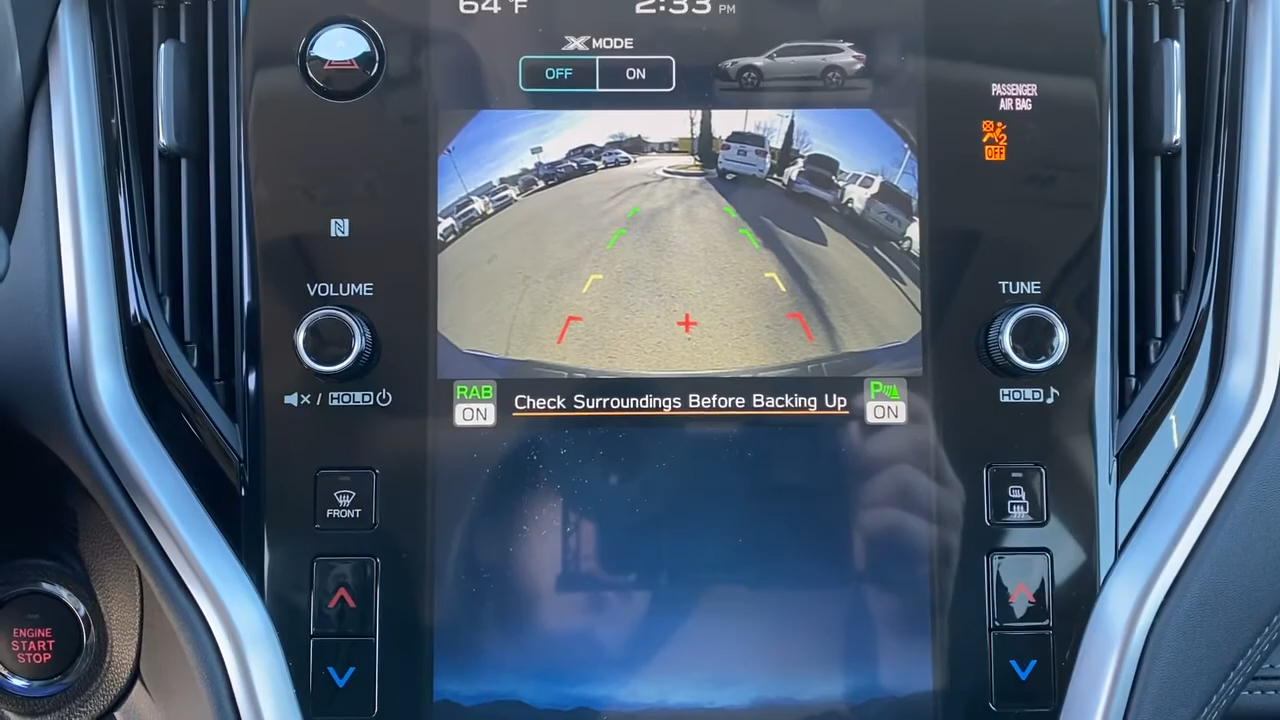 64°F
2:33 PM
X MODE
OFF
ON
PASSENGER
AIR BAG
2
OFF
N
VOLUME
TUNE
/ HOLD
HOLD
RAB
ON
Check Surroundings Before Backing Up
P
ON
FRONT
ENGINE
START
STOP